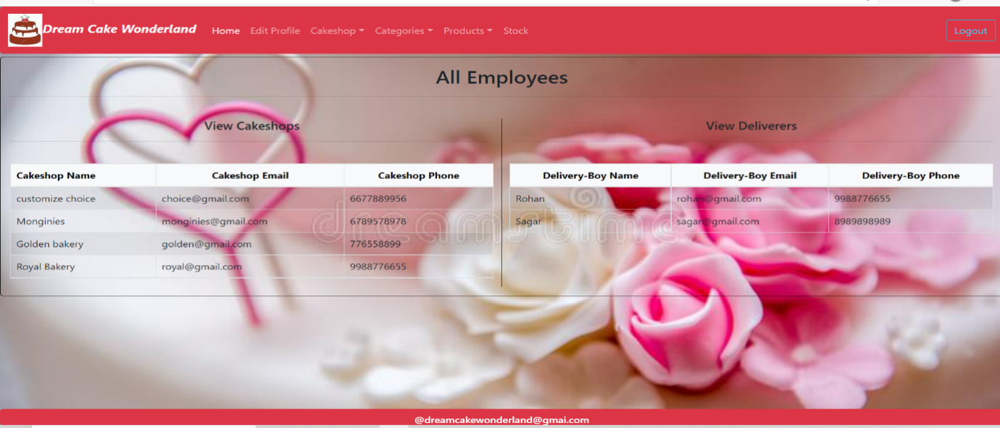 Dream Cake Wonderland Home Edit Profile Cakeshop Categories Products Stock Logout
All Employees
View Cakeshops
Cakeshop Name Cakeshop Email Cakeshop Phone
customize choice choice@gmail.com 6677889956
Monginies monginies@gmail.com 6789578978
Golden bakery golden@gmail.com 776558899
Royal Bakery royal@gmail.com 9988776655
View Deliverers
Delivery-Boy Name Delivery-Boy Email Delivery-Boy Phone
Rohan rohan@gmail.com 9988776655
Sagar sagar@gmail.com 8989898989
dreamstime
@dreamcakewonderland@gmai.com